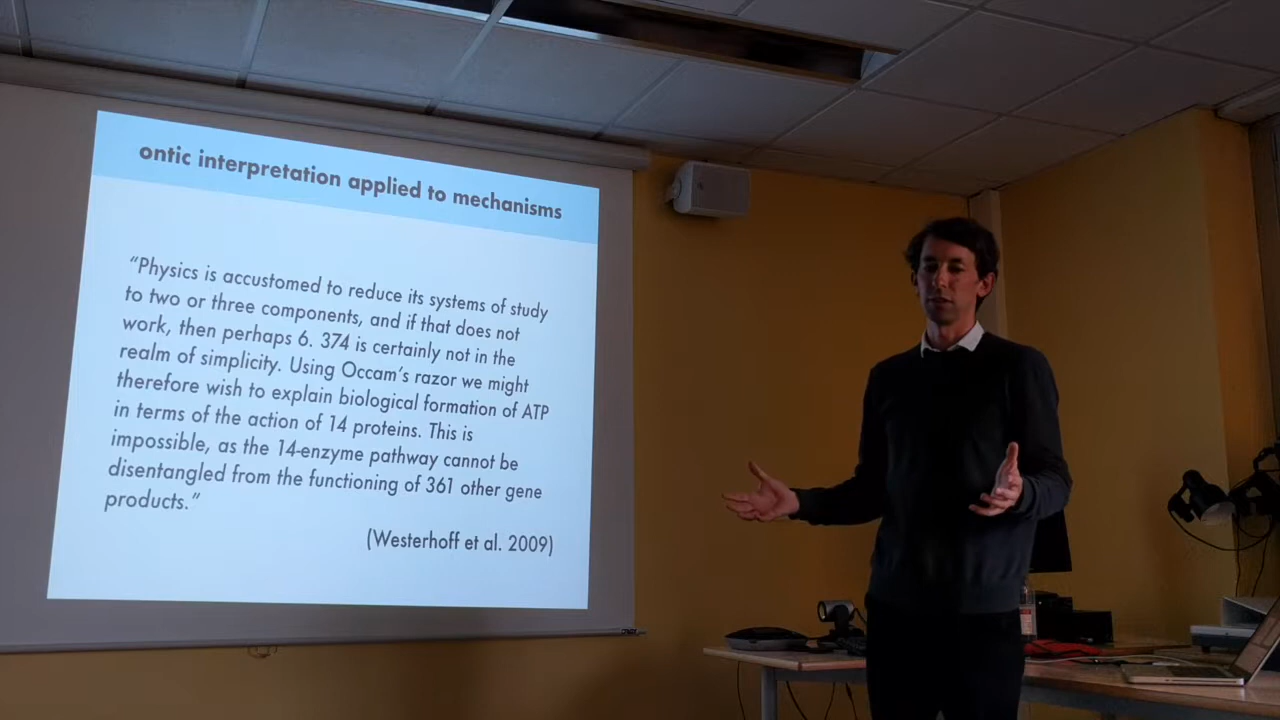 ontic interpretation applied to mechanisms
“Physics is accustomed to reduce its systems of study
to two or three components, and if that does not
work, then perhaps 6. 374 is certainly not in the
realm of simplicity. Using Occam’s razor we might
therefore wish to explain biological formation of ATP
in terms of the action of 14 proteins. This is
impossible, as the 14-enzyme pathway cannot be
disentangled from the functioning of 361 other gene
products.”
(Westerhoff et al. 2009)